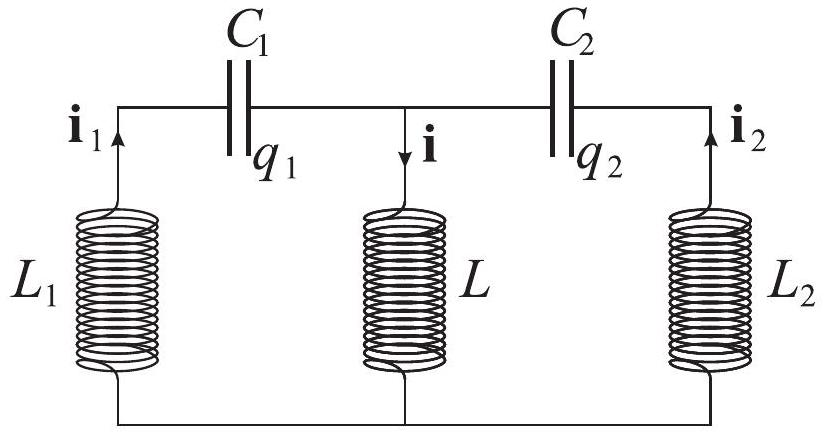 C₁ C₂
i₁ i i₂
q₁ q₂
L₁ L L₂